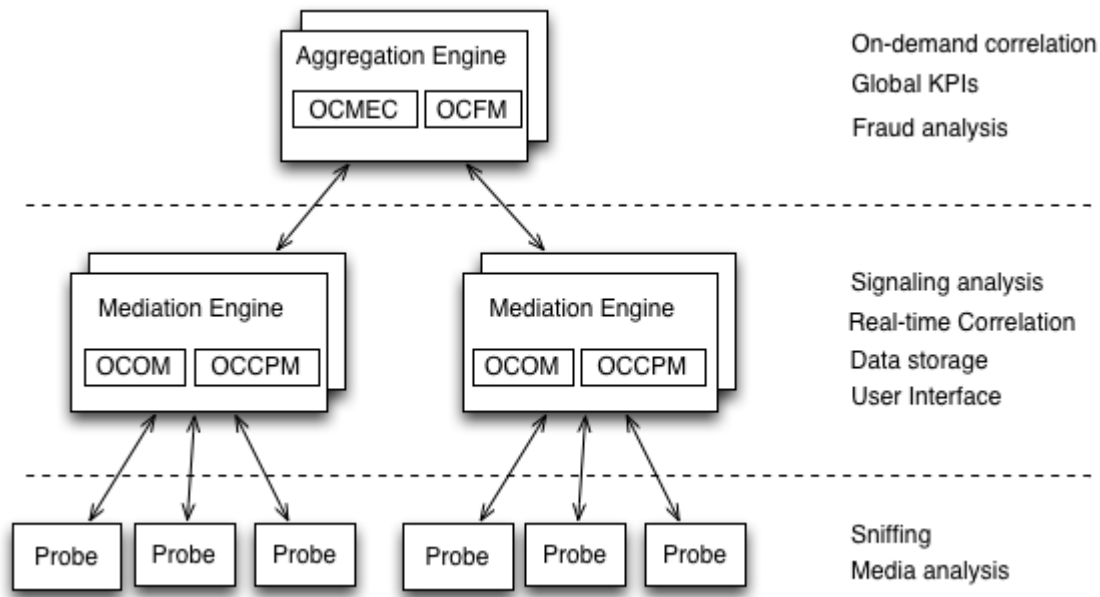 Aggregation Engine
OCMEC OCFM
On-demand correlation
Global KPIs
Fraud analysis
Mediation Engine
OCOM OCCPM
Mediation Engine
OCOM OCCPM
Signaling analysis
Real-time Correlation
Data storage
User Interface
Probe
Probe
Probe
Probe
Probe
Probe
Sniffing
Media analysis